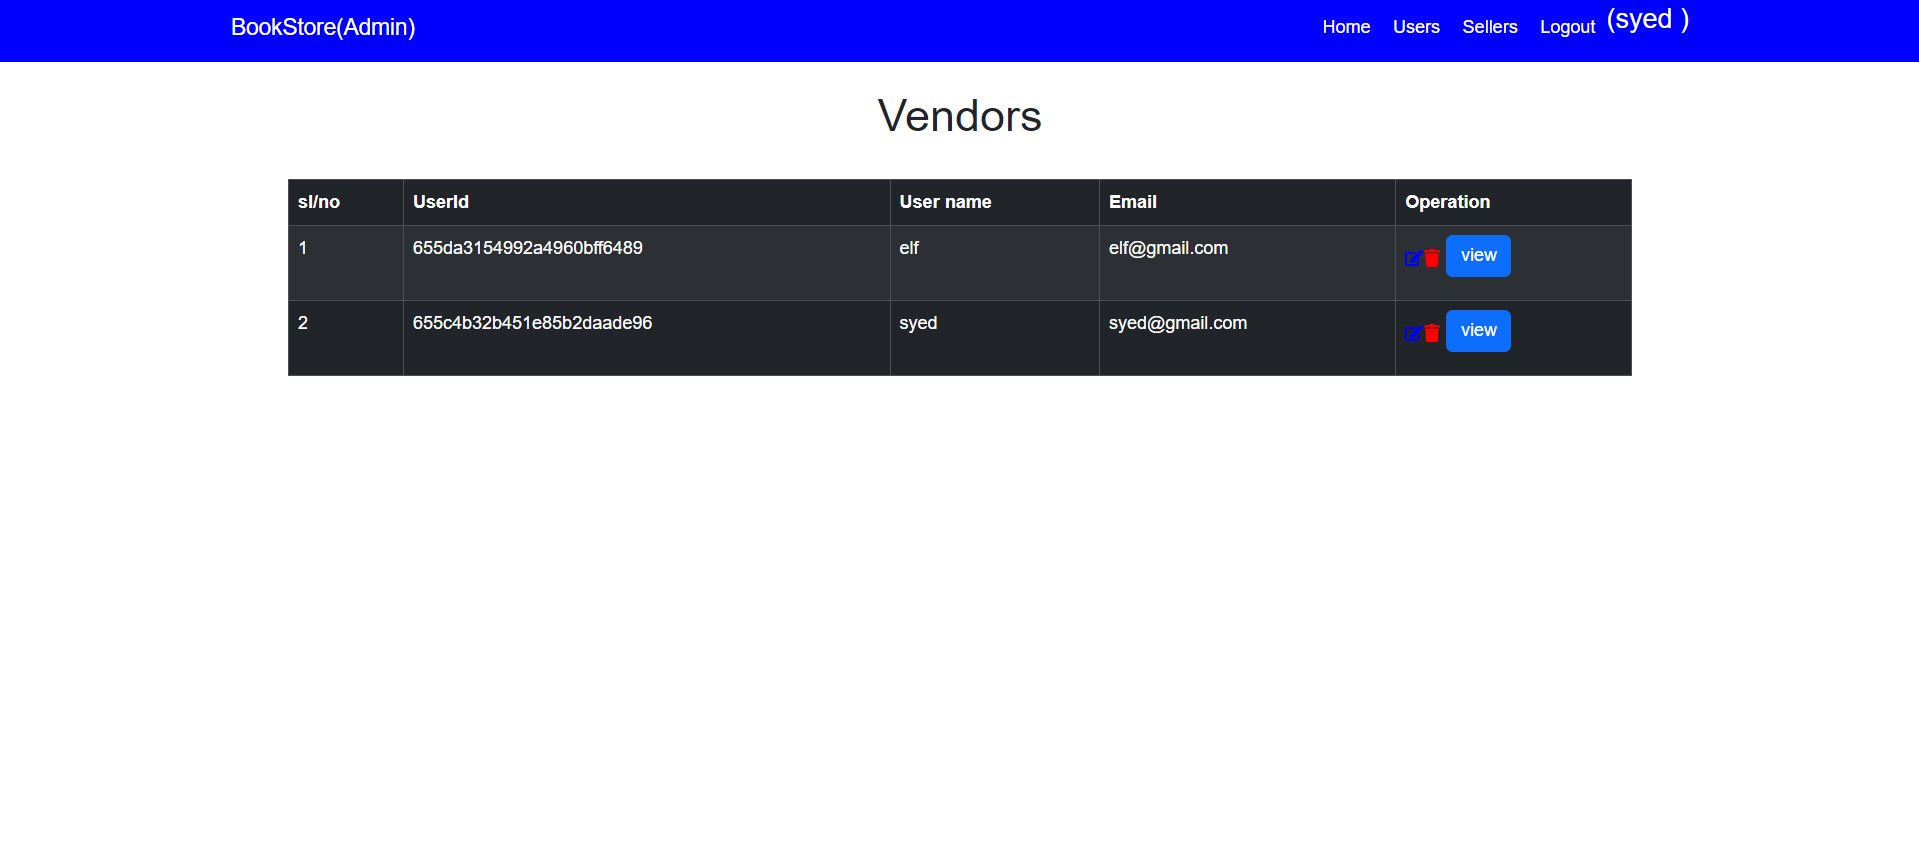 BookStore(Admin) Home Users Sellers Logout (syed )
Vendors
sl/no UserId User name Email Operation
1 655da3154992a4960bff6489 elf elf@gmail.com view
2 655c4b32b451e85b2daade96 syed syed@gmail.com view